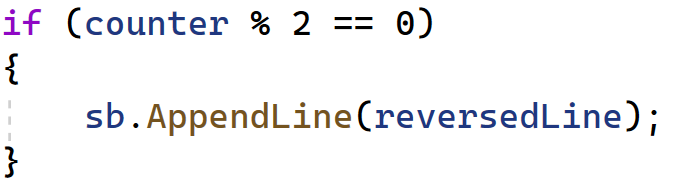 if (counter % 2 == 0)
{
    sb.AppendLine(reversedLine);
}